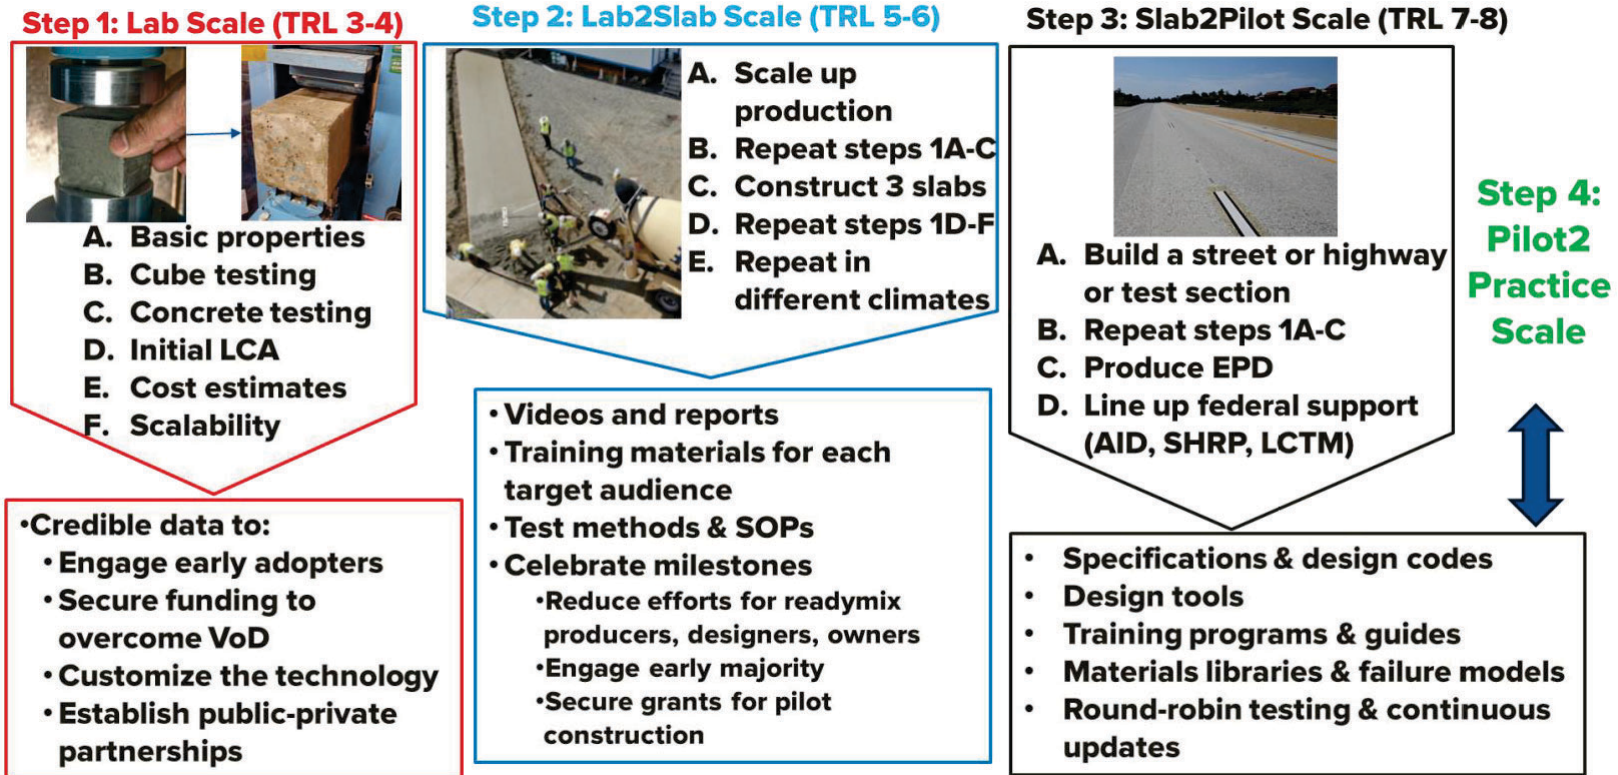 Step 1: Lab Scale (TRL 3-4)
A. Basic properties
B. Cube testing
C. Concrete testing
D. Initial LCA
E. Cost estimates
F. Scalability
•Credible data to:
•Engage early adopters
•Secure funding to
overcome VoD
•Customize the technology
•Establish public-private
partnerships
Step 2: Lab2Slab Scale (TRL 5-6)
A. Scale up
production
B. Repeat steps 1A-C
C. Construct 3 slabs
D. Repeat steps 1D-F
E. Repeat in
different climates
•Videos and reports
•Training materials for each
target audience
•Test methods & SOPs
•Celebrate milestones
•Reduce efforts for readymix
producers, designers, owners
•Engage early majority
•Secure grants for pilot
construction
Step 3: Slab2Pilot Scale (TRL 7-8)
A. Build a street or highway
or test section
B. Repeat steps 1A-C
C. Produce EPD
D. Line up federal support
(AID, SHRP, LCTM)
Step 4:
Pilot2
Practice
Scale
• Specifications & design codes
• Design tools
• Training programs & guides
• Materials libraries & failure models
• Round-robin testing & continuous
updates